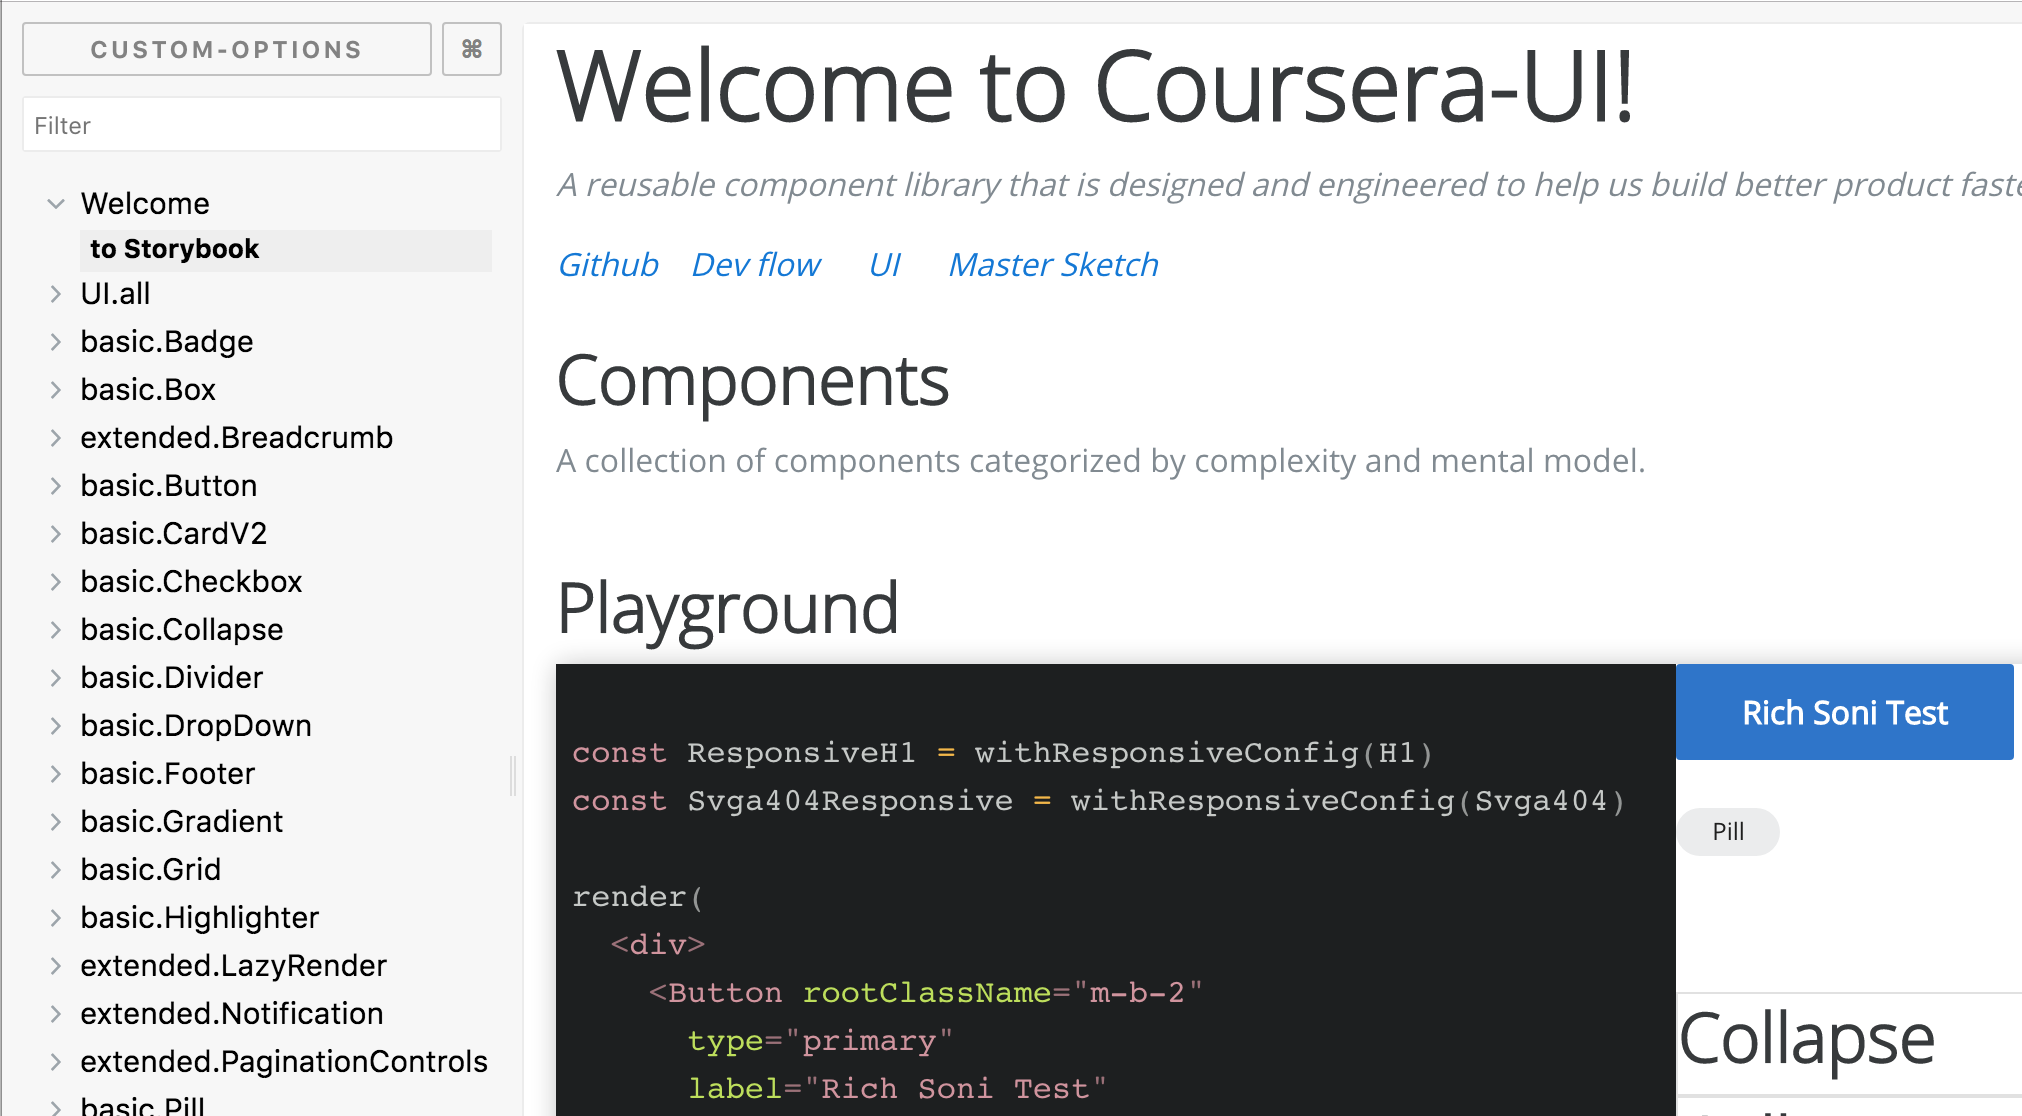 CUSTOM-OPTIONS ⌘
Filter
Welcome
to Storybook
UI.all
basic.Badge
basic.Box
extended.Breadcrumb
basic.Button
basic.CardV2
basic.Checkbox
basic.Collapse
basic.Divider
basic.DropDown
basic.Footer
basic.Gradient
basic.Grid
basic.Highlighter
extended.LazyRender
extended.Notification
extended.PaginationControls
basic.Pill
Welcome to Coursera-UI!
A reusable component library that is designed and engineered to help us build better product faste
Github Dev flow UI Master Sketch
Components
A collection of components categorized by complexity and mental model.
Playground
const ResponsiveH1 = withResponsiveConfig(H1)
const Svga404Responsive = withResponsiveConfig(Svga404)
render(
<div>
<Button rootClassName="m-b-2"
type="primary"
label="Rich Soni Test"
Rich Soni Test
Pill
Collapse